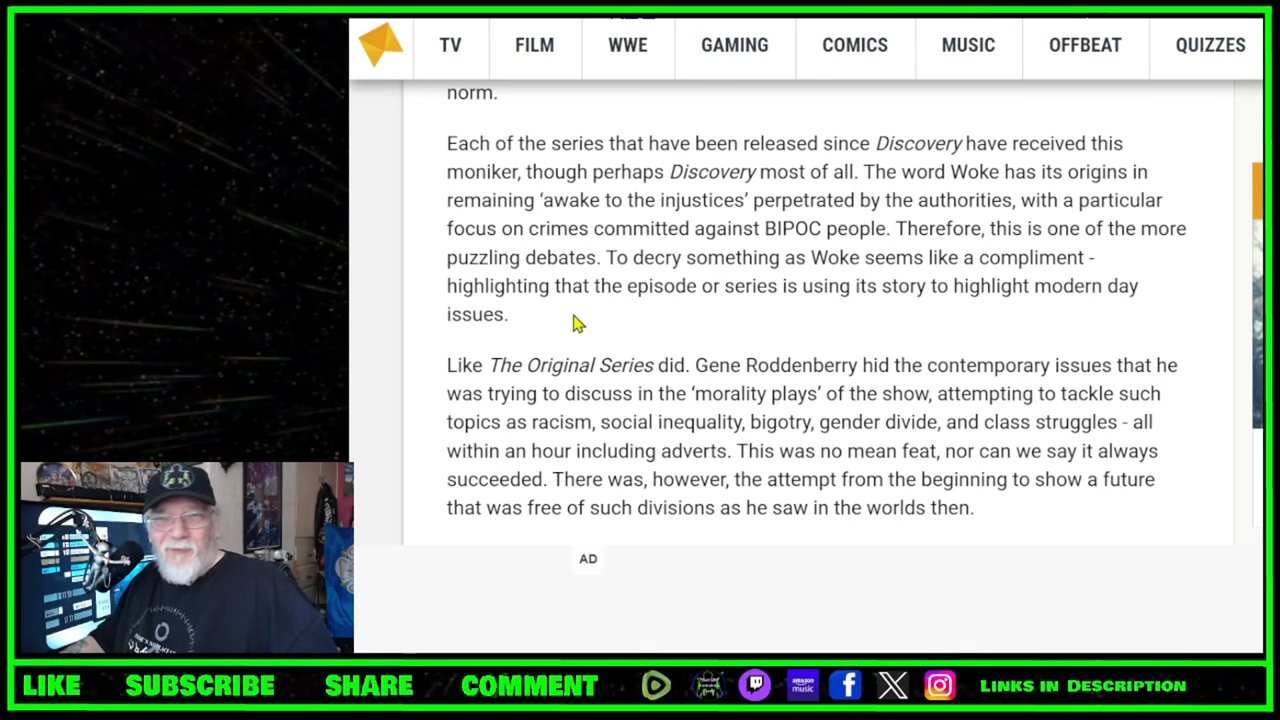 TV FILM WWE GAMING COMICS MUSIC OFFBEAT QUIZZES
norm.
Each of the series that have been released since Discovery have received this
moniker, though perhaps Discovery most of all. The word Woke has its origins in
remaining ‘awake to the injustices’ perpetrated by the authorities, with a particular
focus on crimes committed against BIPOC people. Therefore, this is one of the more
puzzling debates. To decry something as Woke seems like a compliment -
highlighting that the episode or series is using its story to highlight modern day
issues.
Like The Original Series did. Gene Roddenberry hid the contemporary issues that he
was trying to discuss in the ‘morality plays’ of the show, attempting to tackle such
topics as racism, social inequality, bigotry, gender divide, and class struggles - all
within an hour including adverts. This was no mean feat, nor can we say it always
succeeded. There was, however, the attempt from the beginning to show a future
that was free of such divisions as he saw in the worlds then.
AD
LIKE SUBSCRIBE SHARE COMMENT amazon music LINKS IN DESCRIPTION